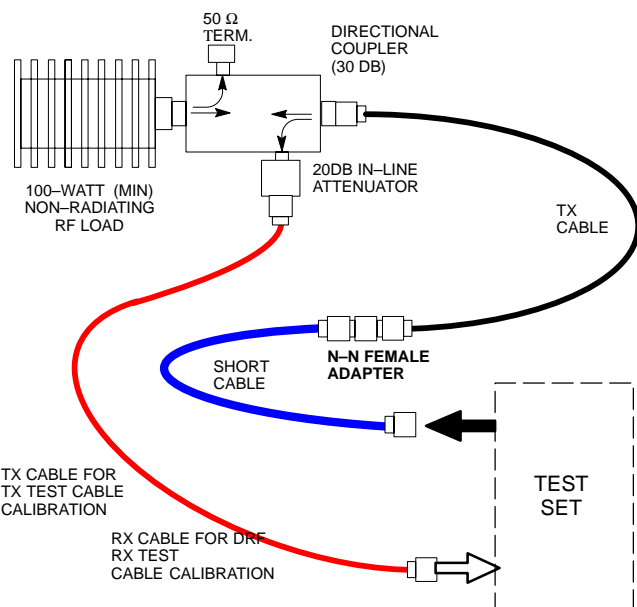 50 Ω
TERM.
DIRECTIONAL
COUPLER
(30 DB)
100–WATT (MIN)
NON–RADIATING
RF LOAD
20DB IN–LINE
ATTENUATOR
TX
CABLE
N–N FEMALE
ADAPTER
SHORT
CABLE
TEST
SET
TX CABLE FOR
TX TEST CABLE
CALIBRATION
RX CABLE FOR DRF
RX TEST
CABLE CALIBRATION